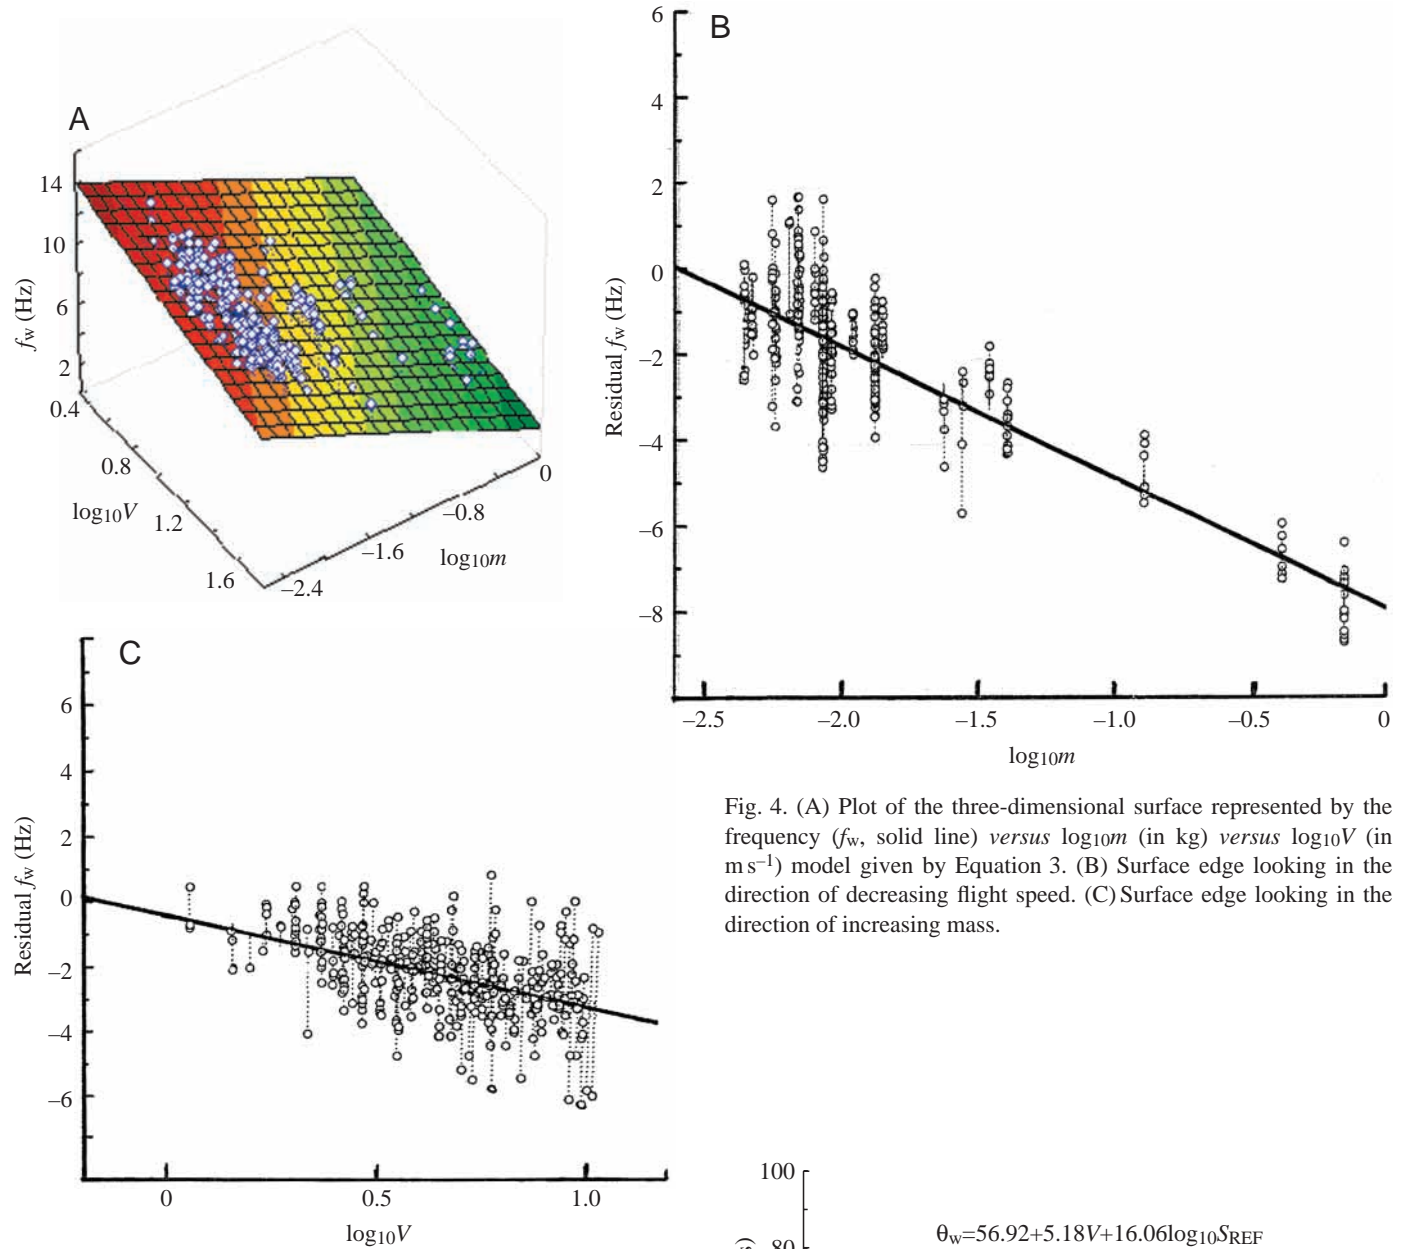 A
14
10
6
2
fw (Hz)
0.4
0.8
1.2
1.6
log10V
−2.4
−1.6
−0.8
0
log10m
B
6
4
2
0
−2
−4
−6
−8
Residual fw (Hz)
−2.5 −2.0 −1.5 −1.0 −0.5 0
log10m
C
6
4
2
0
−2
−4
−6
Residual fw (Hz)
0 0.5 1.0
log10V
Fig. 4. (A) Plot of the three-dimensional surface represented by the
frequency (fw, solid line) versus log10m (in kg) versus log10V (in
m s−1) model given by Equation 3. (B) Surface edge looking in the
direction of decreasing flight speed. (C) Surface edge looking in the
direction of increasing mass.
100
80
θw=56.92+5.18V+16.06log10SREF